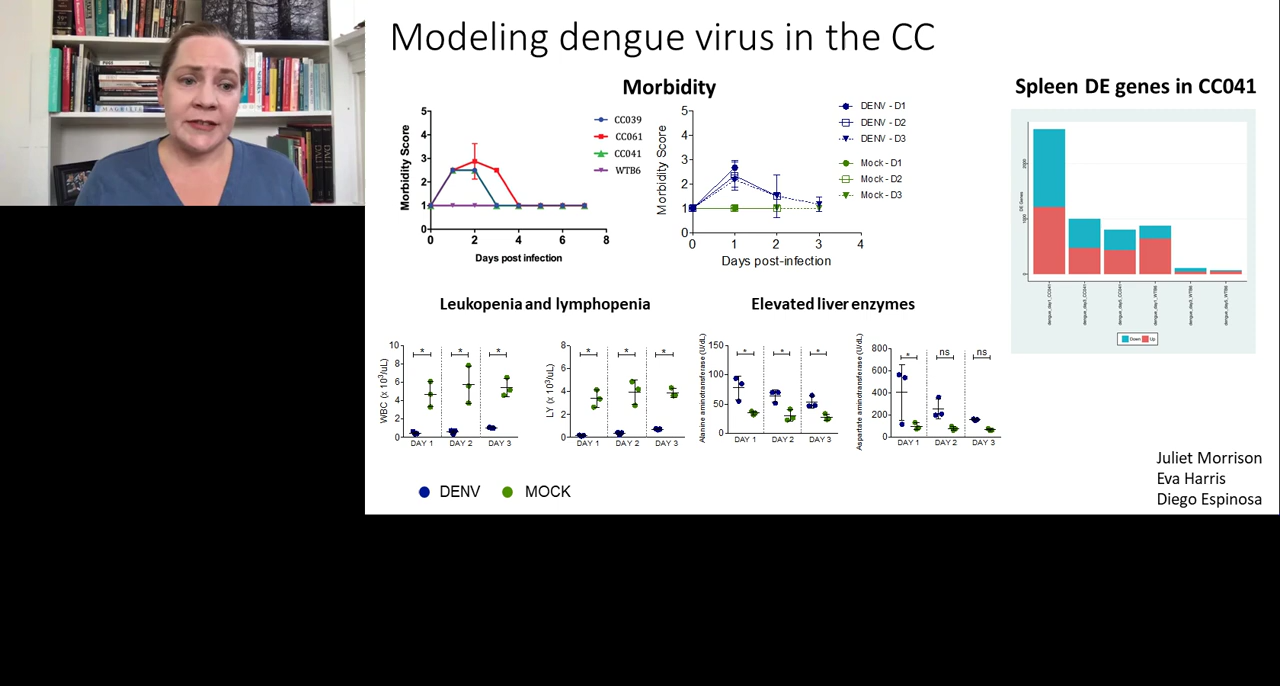 Modeling dengue virus in the CC
Morbidity
Spleen DE genes in CC041
Morbidity Score
5
4
3
2
1
0
0
2
4
6
8
Days post infection
CC039
CC061
CC041
WTB6
Morbidity Score
5
4
3
2
1
0
0
1
2
3
4
Days post-infection
DENV - D1
DENV - D2
DENV - D3
Mock - D1
Mock - D2
Mock - D3
DE Genes
Down
Up
Leukopenia and lymphopenia
Elevated liver enzymes
WBC (x 10³/uL)
10
8
6
4
2
0
*
*
*
DAY 1
DAY 2
DAY 3
LY (x 10³/uL)
8
6
4
2
0
*
*
*
DAY 1
DAY 2
DAY 3
Alanine aminotransferase (U/dL)
150
100
50
0
*
*
*
DAY 1
DAY 2
DAY 3
Aspartate aminotransferase (U/dL)
800
600
400
200
0
*
ns
ns
DAY 1
DAY 2
DAY 3
DENV
MOCK
Juliet Morrison
Eva Harris
Diego Espinosa